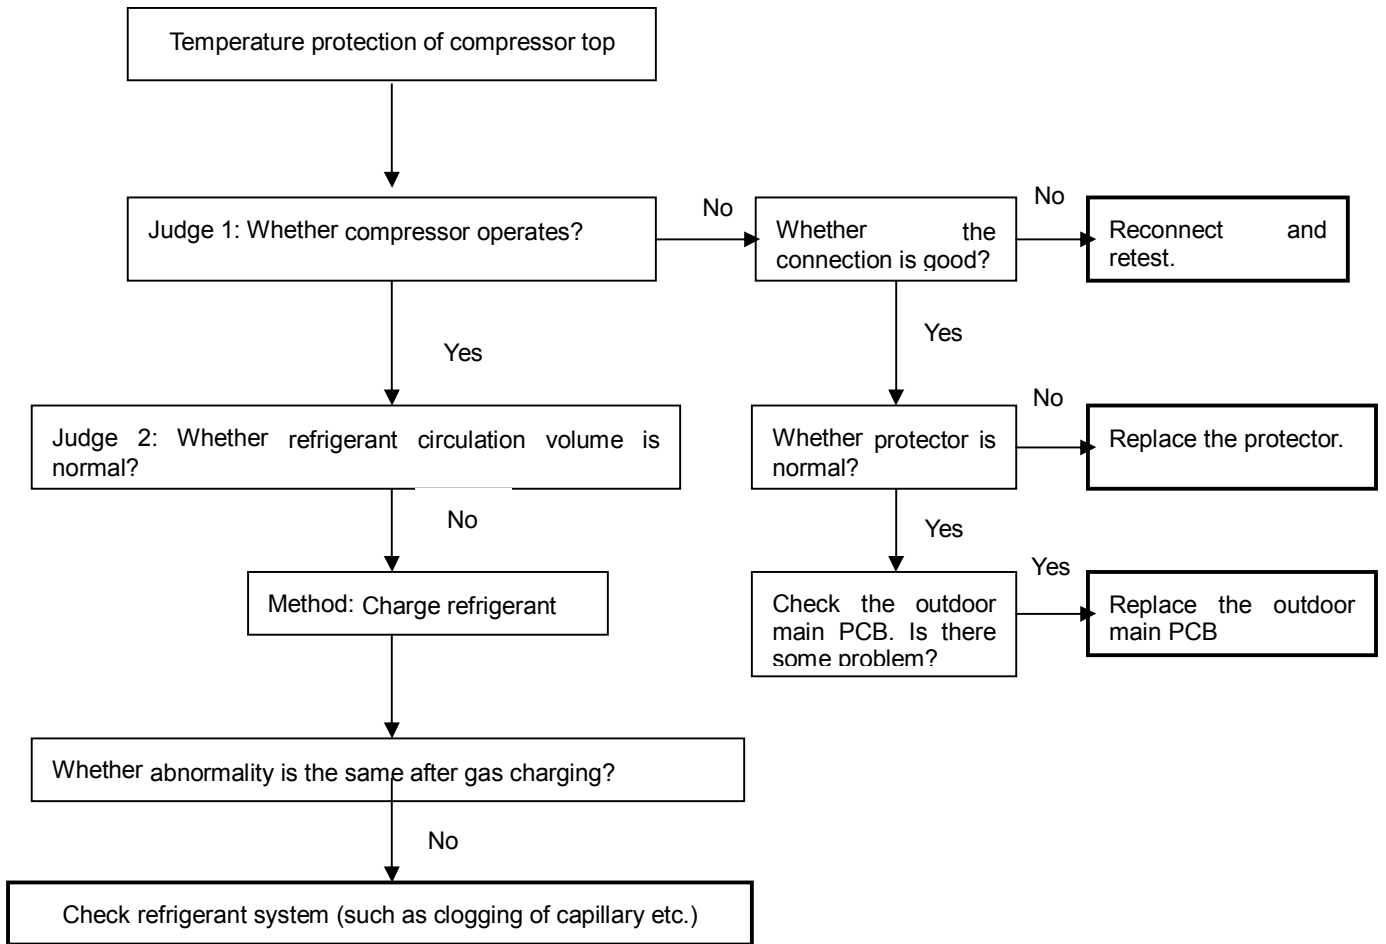 Temperature protection of compressor top
Judge 1: Whether compressor operates?
No
Whether the
connection is good?
No
Reconnect and
retest.
Yes
Yes
Judge 2: Whether refrigerant circulation volume is
normal?
Whether protector is
normal?
No
Replace the protector.
No
Yes
Method: Charge refrigerant
Check the outdoor
main PCB. Is there
some problem?
Yes
Replace the outdoor
main PCB
Whether abnormality is the same after gas charging?
No
Check refrigerant system (such as clogging of capillary etc.)